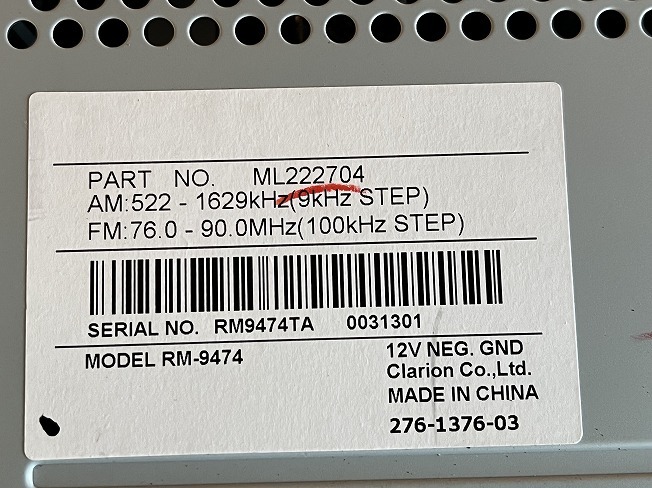 PART NO. ML222704
AM:522 - 1629kHz(9kHz STEP)
FM:76.0 - 90.0MHz(100kHz STEP)
SERIAL NO. RM9474TA 0031301
MODEL RM-9474
12V NEG. GND
Clarion Co.,Ltd.
MADE IN CHINA
276-1376-03